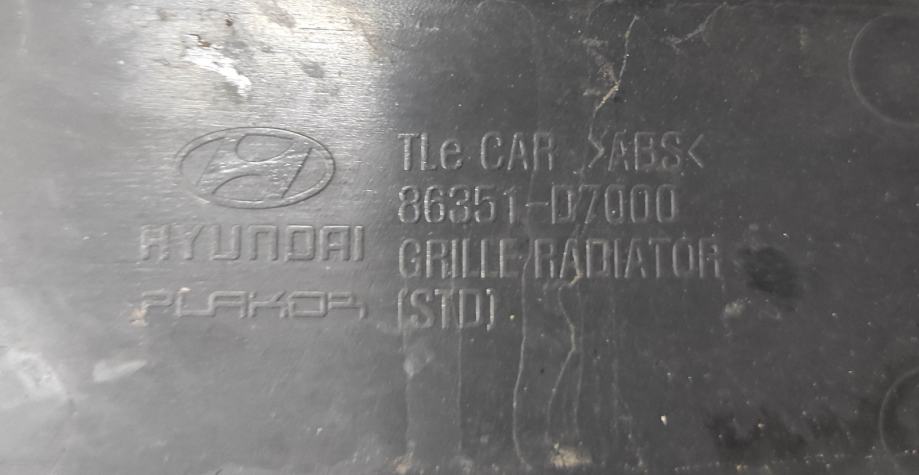 TLe CAR >ABS<
86351-D7000
HYUNDAI
GRILLE RADIATOR
PLAKOR
(STD)